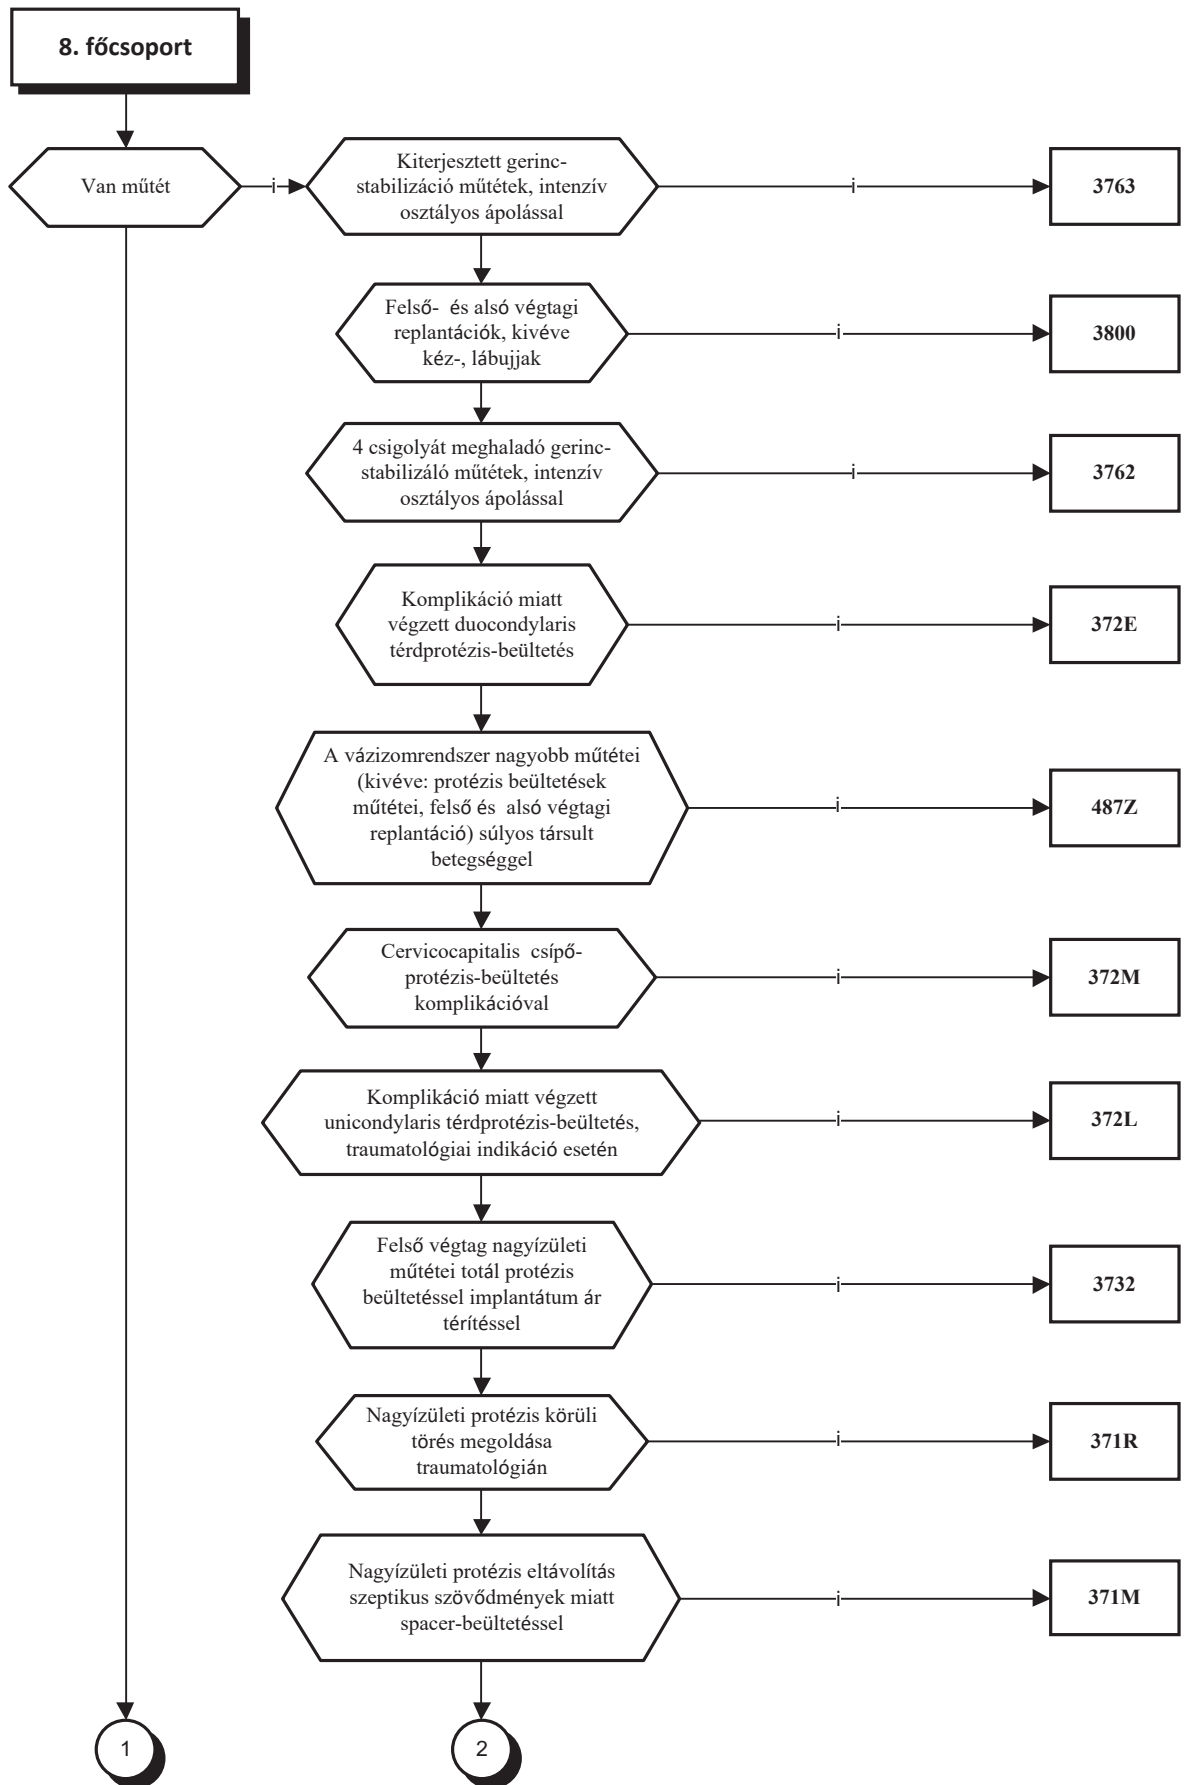 8. főcsoport
Van műtét
i
Kiterjesztett gerinc-
stabilizáció műtétek, intenzív
osztályos ápolással
i
3763
Felső- és alsó végtagi
replantációk, kivéve
kéz-, lábujjak
i
3800
4 csigolyát meghaladó gerinc-
stabilizáló műtétek, intenzív
osztályos ápolással
i
3762
Komplikáció miatt
végzett duocondylaris
térdprotézis-beültetés
i
372E
A vázizomrendszer nagyobb műtétei
(kivéve: protézis beültetések
műtétei, felső és alsó végtagi
replantáció) súlyos társult
betegséggel
i
487Z
Cervicocapitalis csípő-
protézis-beültetés
komplikációval
i
372M
Komplikáció miatt végzett
unicondylaris térdprotézis-beültetés,
traumatológiai indikáció esetén
i
372L
Felső végtag nagyízületi
műtétei totál protézis
beültetéssel implantátum ár
térítéssel
i
3732
Nagyízületi protézis körüli
törés megoldása
traumatológián
i
371R
Nagyízületi protézis eltávolítás
szeptikus szövődmények miatt
spacer-beültetéssel
i
371M
1
2